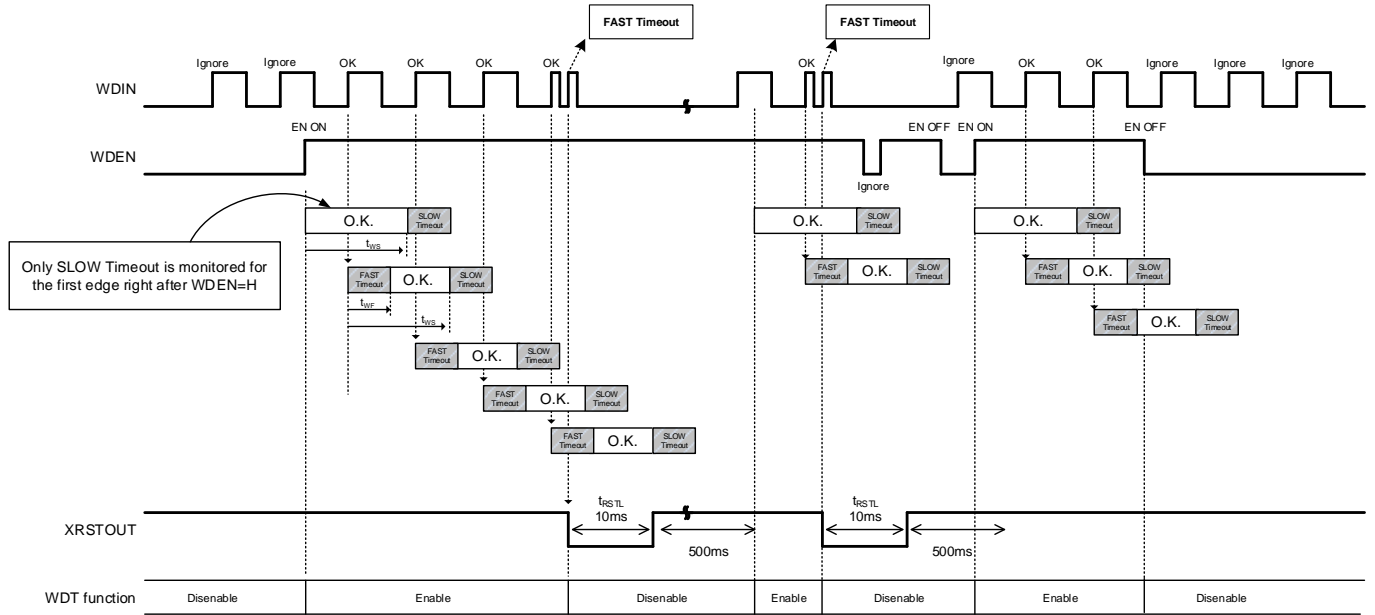 FAST Timeout FAST Timeout
Ignore Ignore OK OK OK OK OK Ignore OK OK Ignore Ignore Ignore
WDIN
EN ON EN OFF EN ON EN OFF
WDEN
Ignore
O.K. SLOW Timeout O.K. SLOW Timeout O.K. SLOW Timeout
tWS
Only SLOW Timeout is monitored for
the first edge right after WDEN=H
FAST Timeout O.K. SLOW Timeout FAST Timeout O.K. SLOW Timeout FAST Timeout O.K. SLOW Timeout
tWF
tWS
FAST Timeout O.K. SLOW Timeout
FAST Timeout O.K. SLOW Timeout
FAST Timeout O.K. SLOW Timeout
FAST Timeout O.K. SLOW Timeout
tRSTL tRSTL
10ms 10ms
XRSTOUT
500ms 500ms
WDT function Disenable Enable Disenable Enable Disenable Enable Disenable